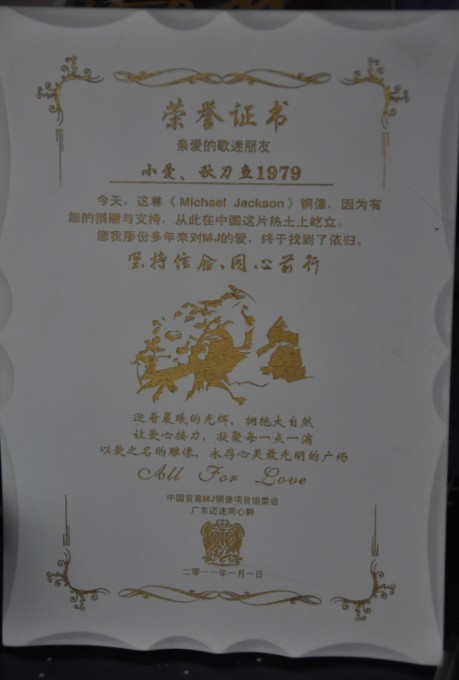 荣誉证书
亲爱的歌迷朋友
小爱、秋刀鱼1979
今天，这尊《Michael Jackson》铜像，因为有
您的捐赠与支持，从此在中国这片热土上屹立。
您我那份多年来对MJ的爱，终于找到了依归。
坚持信念，同心前行
迎着晨曦的光辉，拥抱大自然
让爱心接力，凝聚每一点一滴
以爱之名的雕像，永存心灵最光明的广场
All For Love
中国首尊MJ铜像项目组委会
广东迈迷同心群
二零一一年一月一日